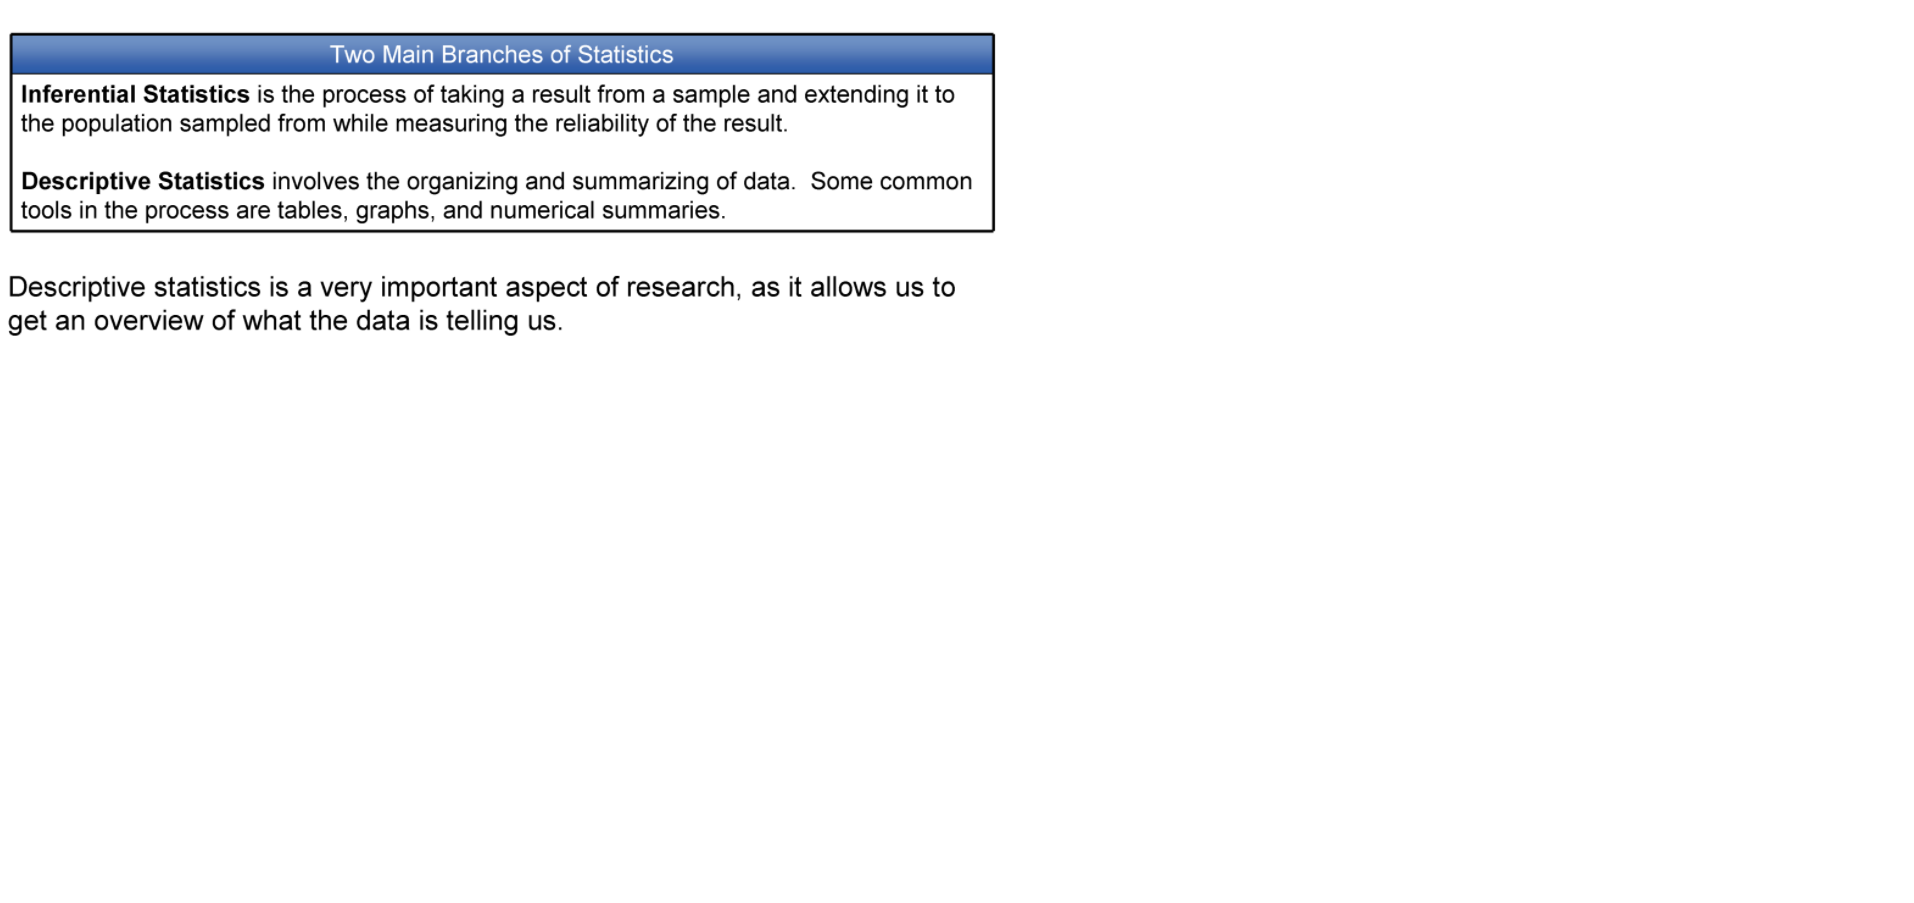 Two Main Branches of Statistics
Inferential Statistics is the process of taking a result from a sample and extending it to
the population sampled from while measuring the reliability of the result.
Descriptive Statistics involves the organizing and summarizing of data.  Some common
tools in the process are tables, graphs, and numerical summaries.
Descriptive statistics is a very important aspect of research, as it allows us to
get an overview of what the data is telling us.